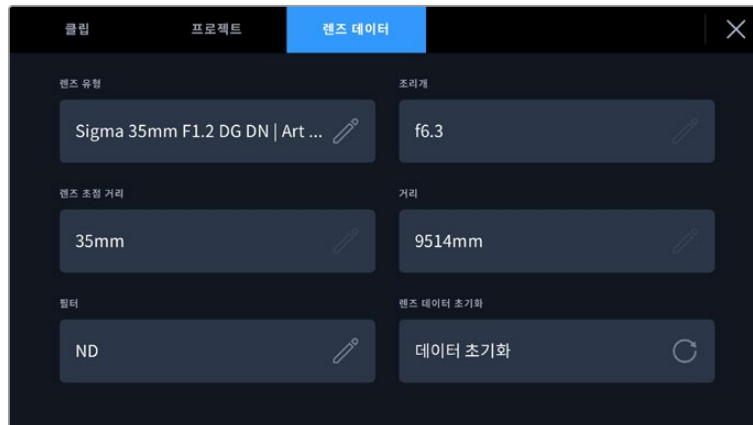 클립 프로젝트 렌즈 데이터
렌즈 유형 조리개
Sigma 35mm F1.2 DG DN | Art ... f6.3
렌즈 초점 거리 거리
35mm 9514mm
필터 렌즈 데이터 초기화
ND 데이터 초기화